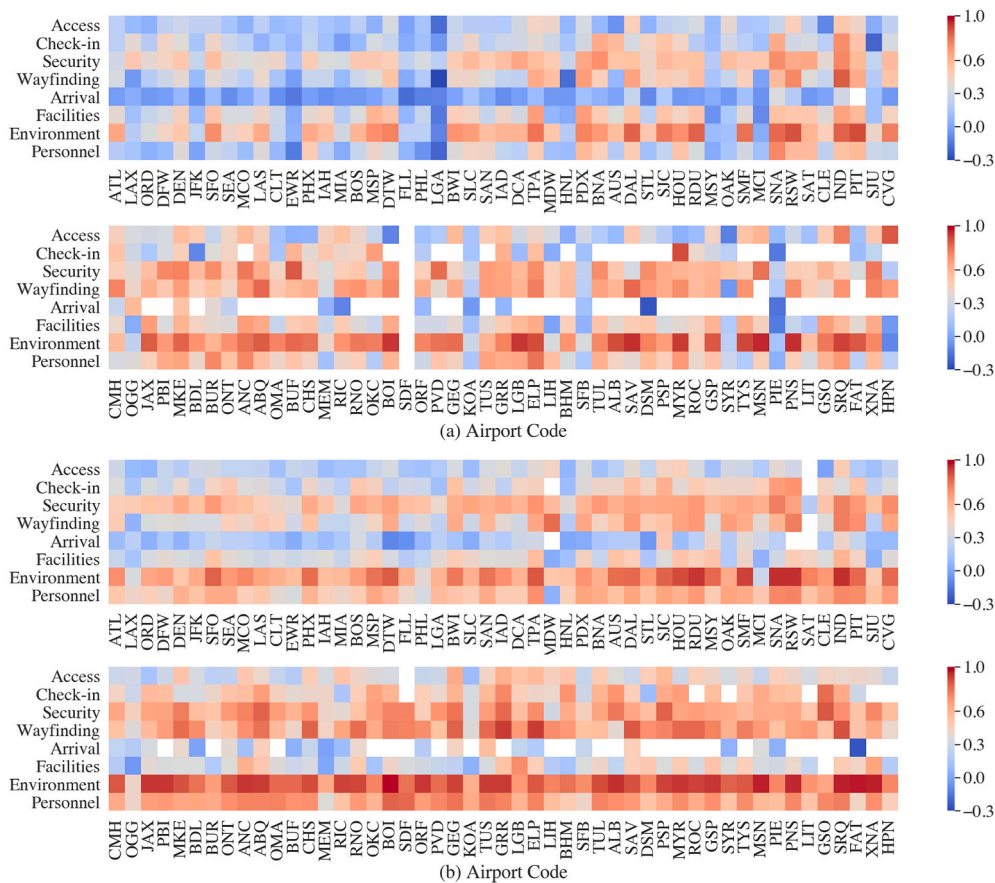 Access
Check-in
Security
Wayfinding
Arrival
Facilities
Environment
Personnel
1.0
0.6
0.3
0.0
-0.3
ATL LAX ORD DFW DEN JFK SFO SEA MCO LAS CLT EWR PHX IAH MIA BOS MSP DTW FLL PHL LGA BWI SLC SAN IAD DCA TPA MDW HNL PDX BNA AUS DAL STL SJC HOU RDU MSY OAK SMF MCI SNA RSW SAT CLE IND PIT SJU CVG
Access
Check-in
Security
Wayfinding
Arrival
Facilities
Environment
Personnel
1.0
0.6
0.3
0.0
-0.3
CMH OGG JAX PBI MKE BDL BUR ONT ANC ABQ OMA BUF CHS MEM RIC RNO OKC BOI SDF ORF PVD GEG KOA TUS GRR LGB ELP LIH BHM SFB TUL ALB SAV DSM PSP MYR ROC GSP SYR TYS MSN PIE PNS LIT GSO SRQ FAT XNA HPN
(a) Airport Code
Access
Check-in
Security
Wayfinding
Arrival
Facilities
Environment
Personnel
1.0
0.6
0.3
0.0
-0.3
ATL LAX ORD DFW DEN JFK SFO SEA MCO LAS CLT EWR PHX IAH MIA BOS MSP DTW FLL PHL LGA BWI SLC SAN IAD DCA TPA MDW HNL PDX BNA AUS DAL STL SJC HOU RDU MSY OAK SMF MCI SNA RSW SAT CLE IND PIT SJU CVG
Access
Check-in
Security
Wayfinding
Arrival
Facilities
Environment
Personnel
1.0
0.6
0.3
0.0
-0.3
CMH OGG JAX PBI MKE BDL BUR ONT ANC ABQ OMA BUF CHS MEM RIC RNO OKC BOI SDF ORF PVD GEG KOA TUS GRR LGB ELP LIH BHM SFB TUL ALB SAV DSM PSP MYR ROC GSP SYR TYS MSN PIE PNS LIT GSO SRQ FAT XNA HPN
(b) Airport Code